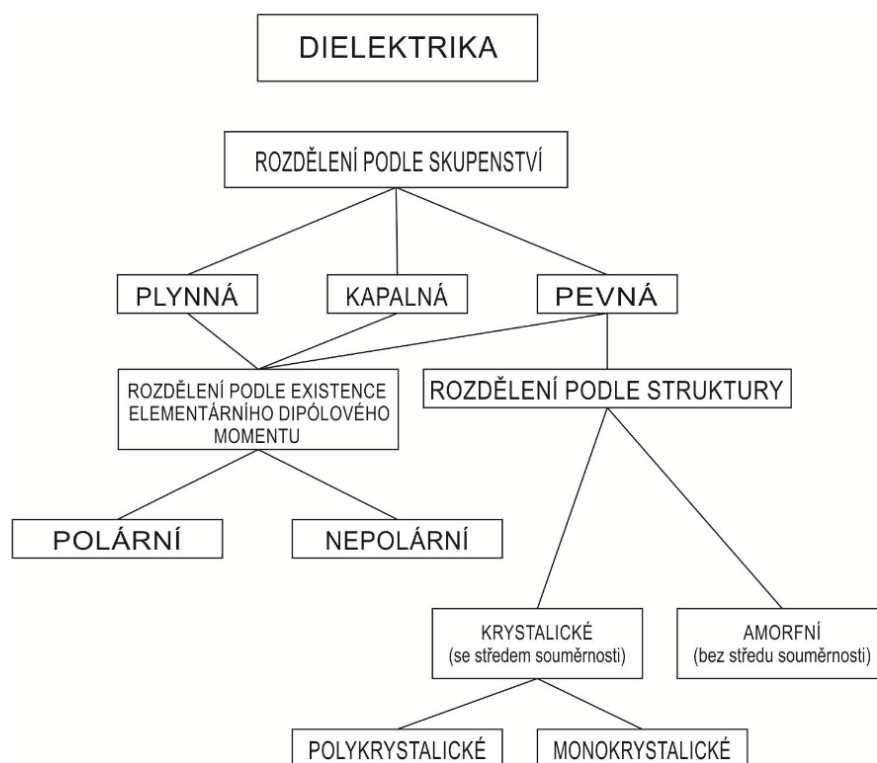 DIELEKTRIKA
ROZDĚLENÍ PODLE SKUPENSTVÍ
PLYNNÁ
KAPALNÁ
PEVNÁ
ROZDĚLENÍ PODLE EXISTENCE
ELEMENTÁRNÍHO DIPÓLOVÉHO
MOMENTU
ROZDĚLENÍ PODLE STRUKTURY
POLÁRNÍ
NEPOLÁRNÍ
KRYSTALICKÉ
(se středem souměrnosti)
AMORFNÍ
(bez středu souměrnosti)
POLYKRYSTALICKÉ
MONOKRYSTALICKÉ